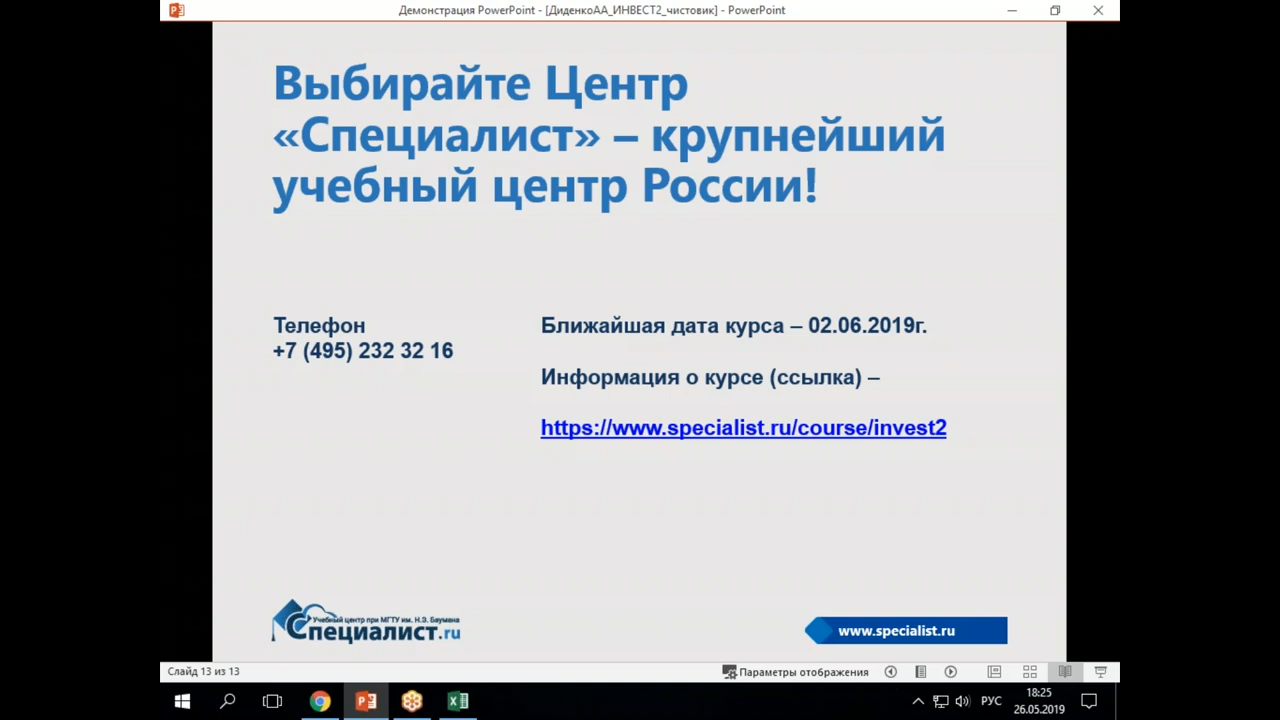 Демонстрация PowerPoint - [ДиденкоАА_ИНВЕСТ2_чистовик] - PowerPoint
Выбирайте Центр
«Специалист» – крупнейший
учебный центр России!
Телефон
+7 (495) 232 32 16
Ближайшая дата курса – 02.06.2019г.
Информация о курсе (ссылка) –
https://www.specialist.ru/course/invest2
Учебный центр при МГТУ им. Н.Э. Баумана
Специалист.ru
www.specialist.ru
Слайд 13 из 13
Параметры отображения
РУС
18:25
26.05.2019